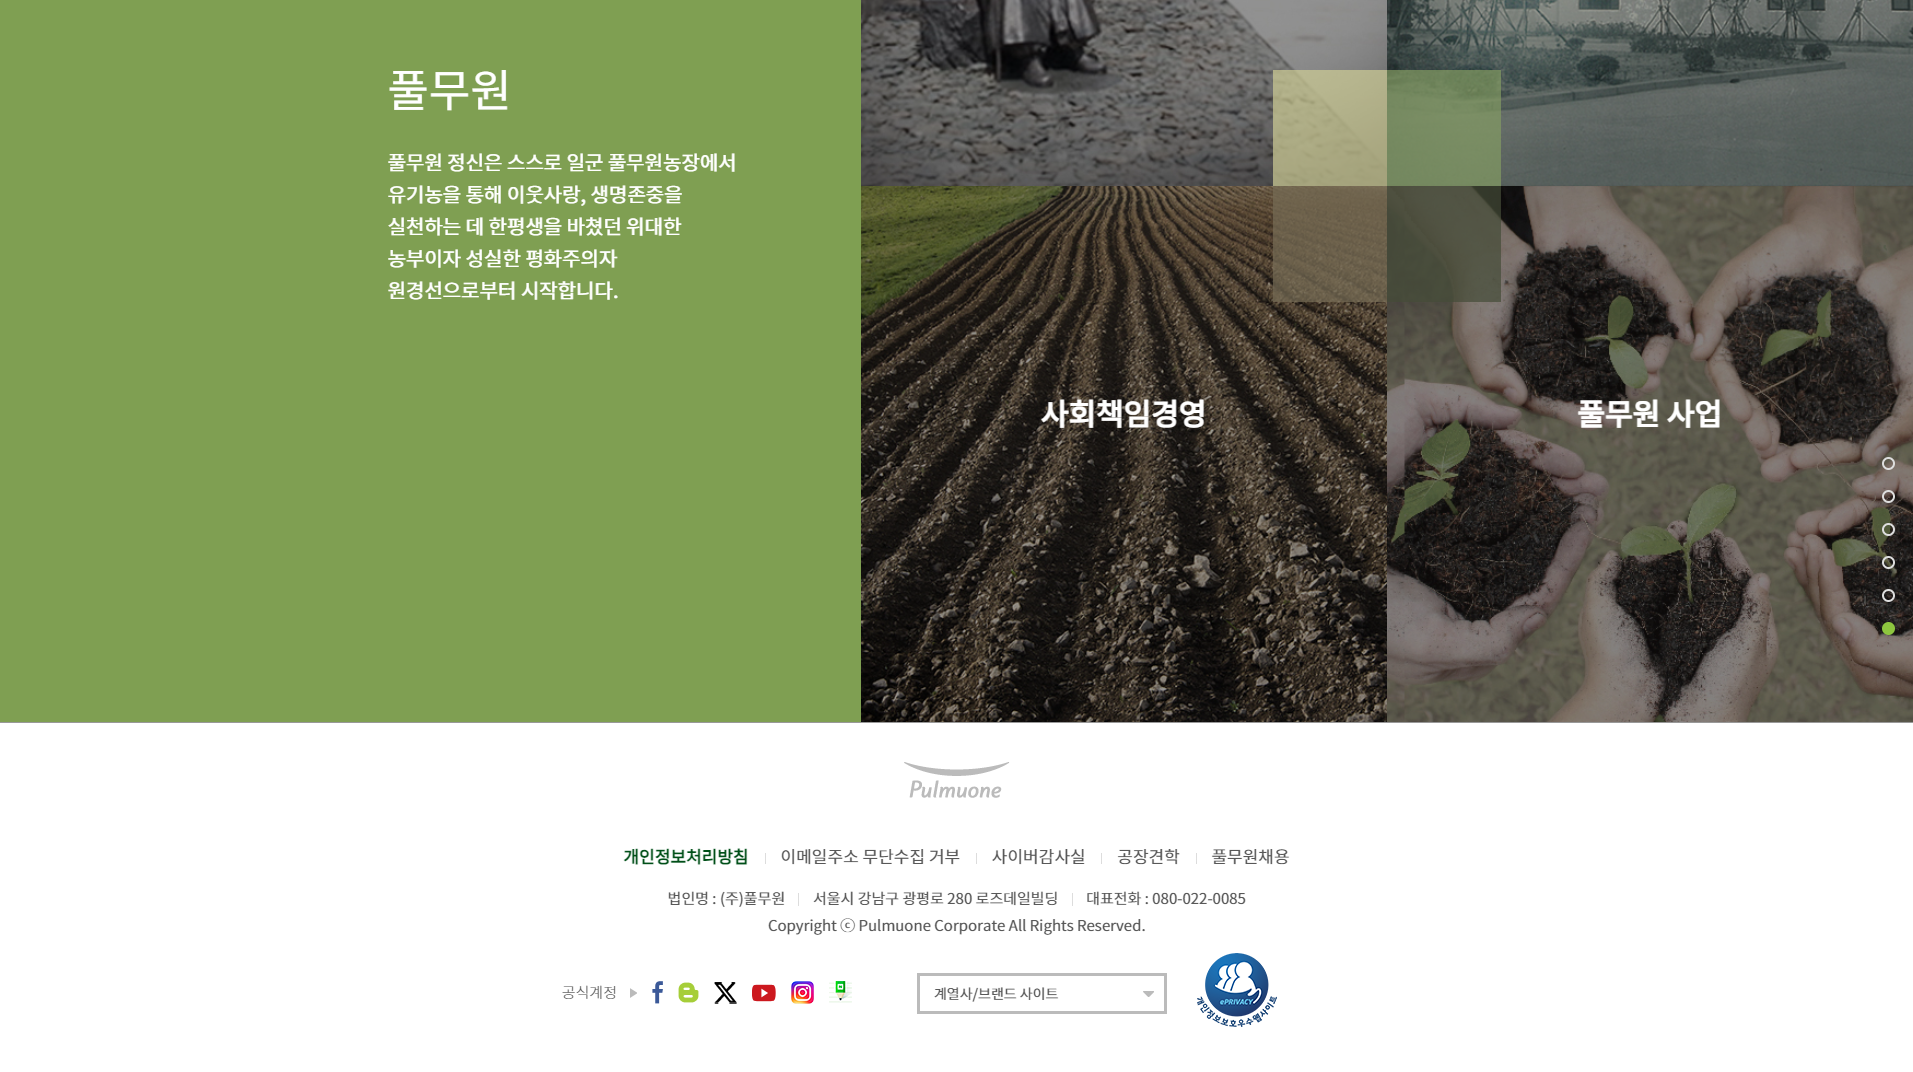 풀무원
풀무원 정신은 스스로 일군 풀무원농장에서
유기농을 통해 이웃사랑, 생명존중을
실천하는 데 한평생을 바쳤던 위대한
농부이자 성실한 평화주의자
원경선으로부터 시작합니다.
사회책임경영
풀무원 사업
Pulmuone
개인정보처리방침
이메일주소 무단수집 거부
사이버감사실
공장견학
풀무원채용
법인명 : (주)풀무원
서울시 강남구 광평로 280 로즈데일빌딩
대표전화 : 080-022-0085
Copyright ⓒ Pulmuone Corporate All Rights Reserved.
공식계정
계열사/브랜드 사이트
ePRIVACY
개인정보보호우수웹사이트